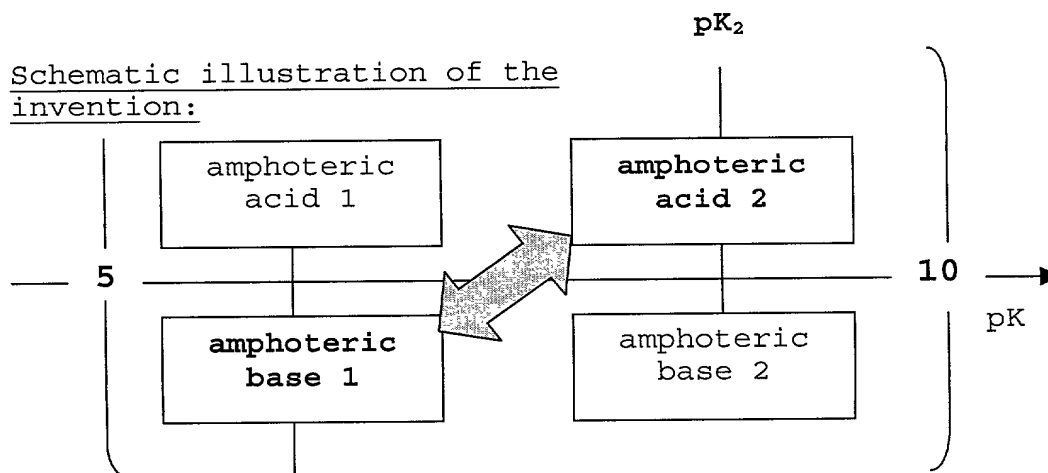 pK₂
Schematic illustration of the
invention:
amphoteric
acid 1
amphoteric
acid 2
5
10
pK
amphoteric
base 1
amphoteric
base 2